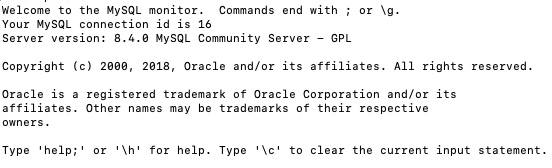 Welcome to the MySQL monitor.  Commands end with ; or \g.
Your MySQL connection id is 16
Server version: 8.4.0 MySQL Community Server - GPL

Copyright (c) 2000, 2018, Oracle and/or its affiliates. All rights reserved.

Oracle is a registered trademark of Oracle Corporation and/or its
affiliates. Other names may be trademarks of their respective
owners.

Type 'help;' or '\h' for help. Type '\c' to clear the current input statement.